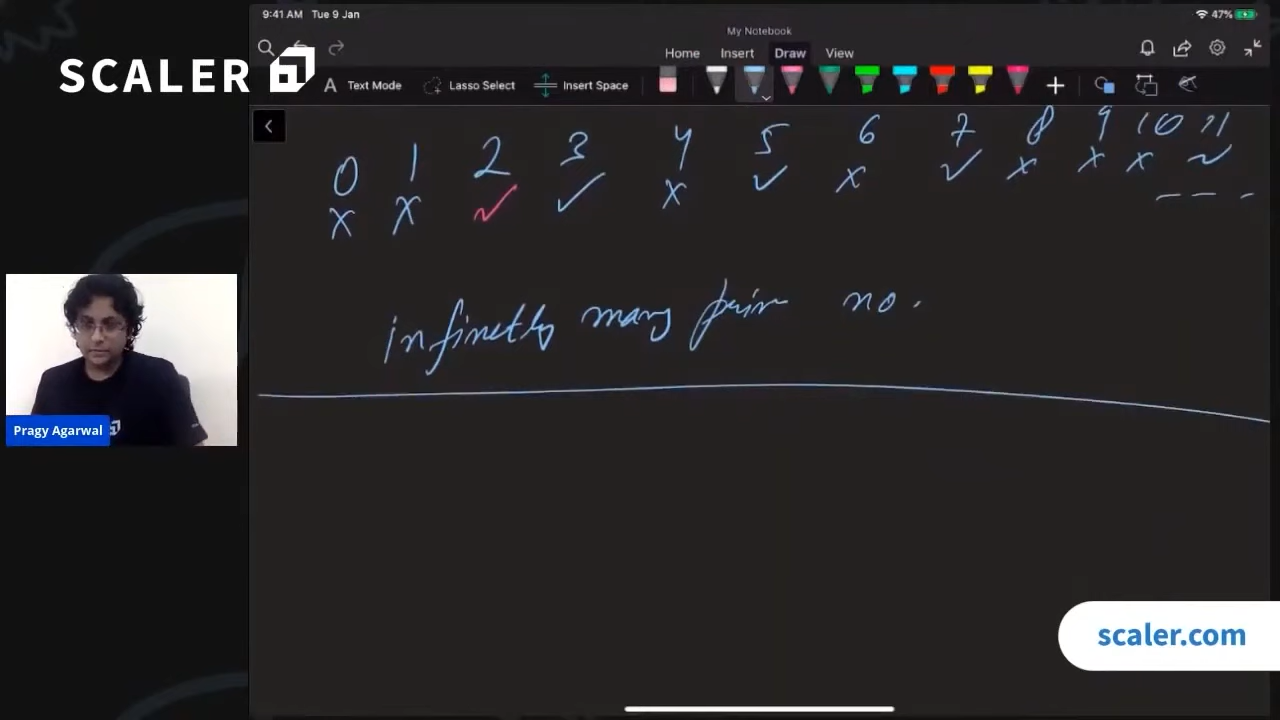 9:41 AM Tue 9 Jan
47%
My Notebook
SCALER
Home Insert Draw View
A Text Mode Lasso Select Insert Space
0 1 2 3 4 5 6 7 8 9 10 11
x x ✓ ✓ x ✓ x ✓ x x x ✓
infinetly many prim no.
Pragy Agarwal
scaler.com